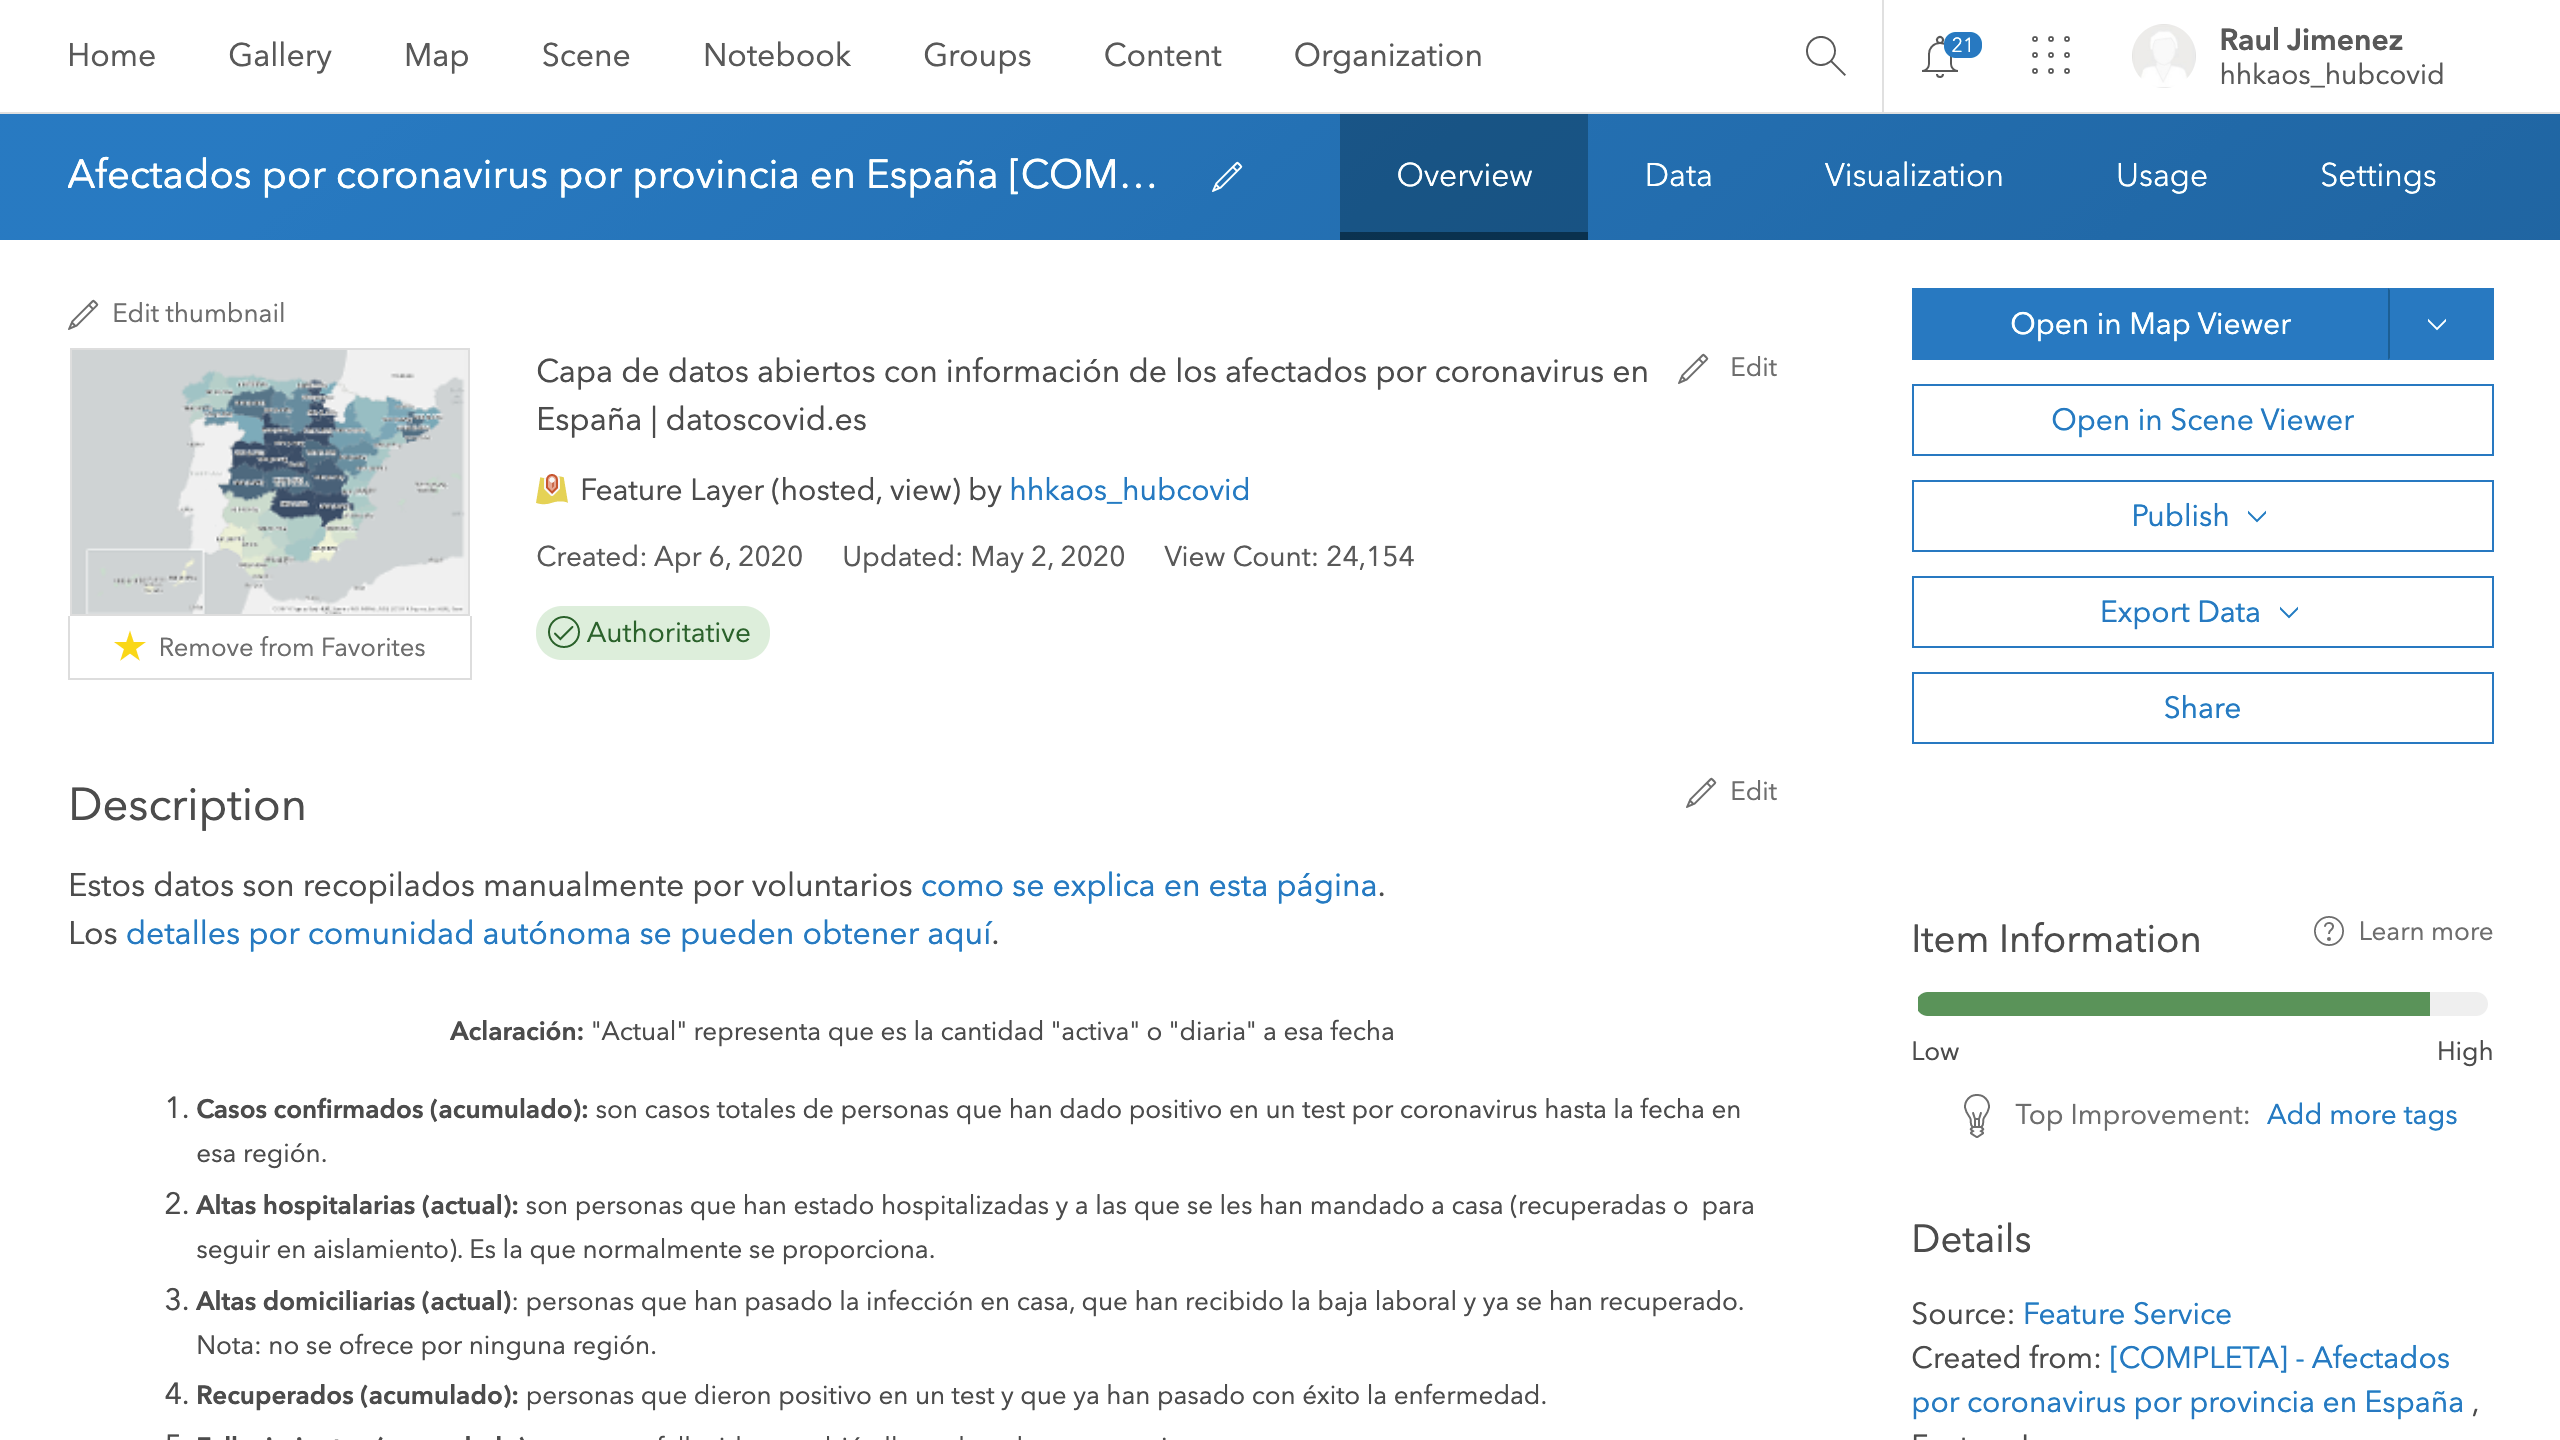 Home Gallery Map Scene Notebook Groups Content Organization
21
Raul Jimenez
hhkaos_hubcovid
Afectados por coronavirus por provincia en España [COM...
Overview Data Visualization Usage Settings
Edit thumbnail
Remove from Favorites
Capa de datos abiertos con información de los afectados por coronavirus en
España | datoscovid.es
Edit
Feature Layer (hosted, view) by hhkaos_hubcovid
Created: Apr 6, 2020 Updated: May 2, 2020 View Count: 24,154
Authoritative
Open in Map Viewer
Open in Scene Viewer
Publish
Export Data
Share
Description
Edit
Estos datos son recopilados manualmente por voluntarios como se explica en esta página.
Los detalles por comunidad autónoma se pueden obtener aquí.
Aclaración: "Actual" representa que es la cantidad "activa" o "diaria" a esa fecha
1. Casos confirmados (acumulado): son casos totales de personas que han dado positivo en un test por coronavirus hasta la fecha en
esa región.
2. Altas hospitalarias (actual): son personas que han estado hospitalizadas y a las que se les han mandado a casa (recuperadas o  para
seguir en aislamiento). Es la que normalmente se proporciona.
3. Altas domiciliarias (actual): personas que han pasado la infección en casa, que han recibido la baja laboral y ya se han recuperado.
Nota: no se ofrece por ninguna región.
4. Recuperados (acumulado): personas que dieron positivo en un test y que ya han pasado con éxito la enfermedad.
Item Information
Learn more
Low High
Top Improvement: Add more tags
Details
Source: Feature Service
Created from: [COMPLETA] - Afectados
por coronavirus por provincia en España ,